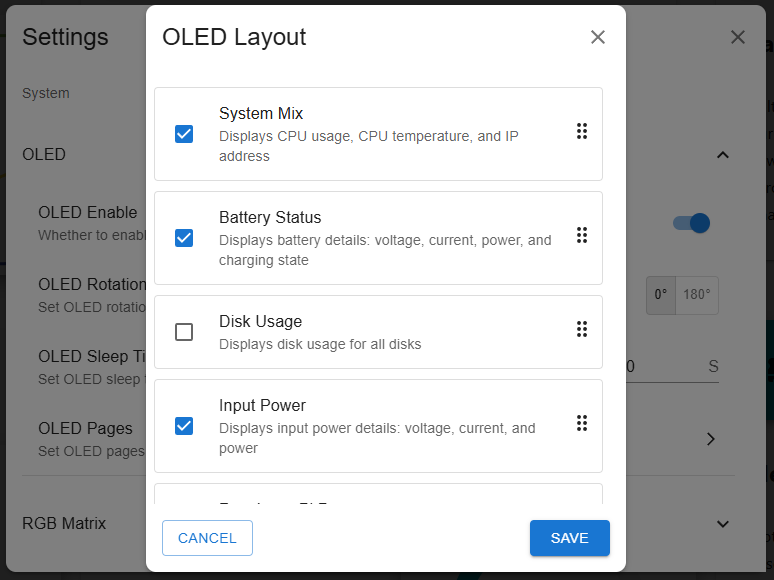 Settings
System
OLED
OLED Enable
Whether to enabl
OLED Rotation
Set OLED rotatio
OLED Sleep Ti
Set OLED sleep
OLED Pages
Set OLED pages
RGB Matrix
0° 180°
0 S
OLED Layout
System Mix
Displays CPU usage, CPU temperature, and IP
address
Battery Status
Displays battery details: voltage, current, power, and
charging state
Disk Usage
Displays disk usage for all disks
Input Power
Displays input power details: voltage, current, and
power
CANCEL
SAVE